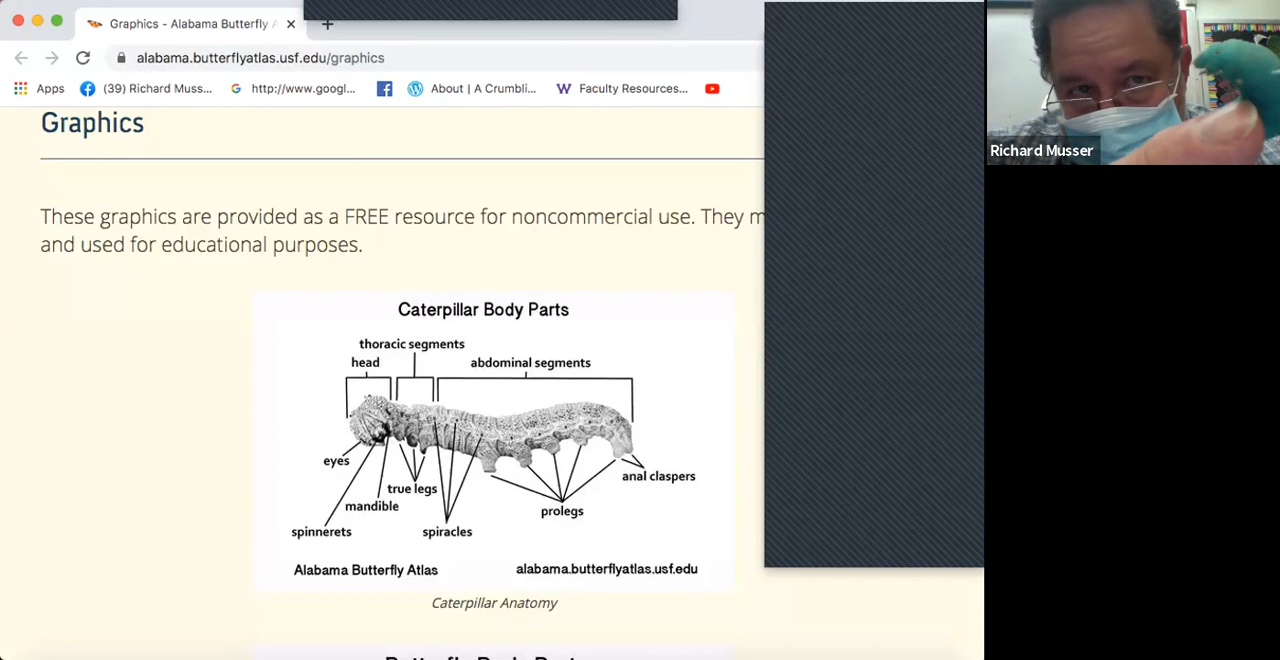 Graphics - Alabama Butterfly A
alabama.butterflyatlas.usf.edu/graphics
Apps
(39) Richard Muss...
http://www.googl...
About | A Crumbli...
Faculty Resources...
Richard Musser
Graphics
These graphics are provided as a FREE resource for noncommercial use. They m
and used for educational purposes.
Caterpillar Body Parts
thoracic segments
head
abdominal segments
eyes
anal claspers
true legs
mandible
prolegs
spinnerets
spiracles
Alabama Butterfly Atlas
alabama.butterflyatlas.usf.edu
Caterpillar Anatomy